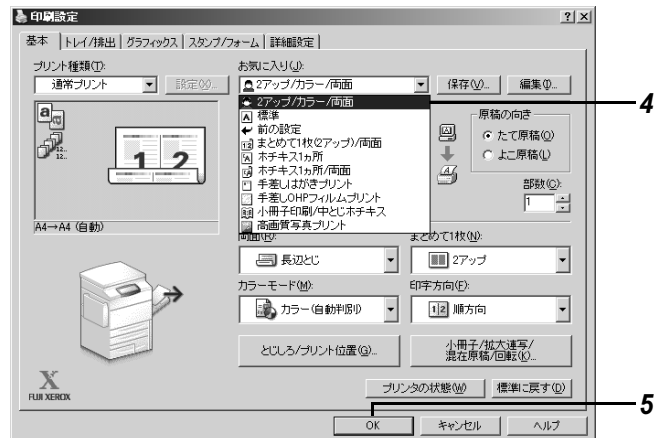 印刷設定
基本 トレイ/排出 グラフィックス スタンプ/フォーム 詳細設定
プリント種類(T):
通常プリント
設定(X)...
お気に入り(J):
2アップ/カラー/両面
保存(V)...
編集(I)...
2アップ/カラー/両面
標準
前の設定
まとめて1枚(2アップ)/両面
ホチキス1ヵ所
ホチキス1ヵ所/両面
手差しはがきプリント
手差しOHPフィルムプリント
小冊子印刷/中とじホチキス
高画質写真プリント
4
原稿の向き
たて原稿(O)
よこ原稿(L)
部数(C):
1
1 2
A4→A4 (自動)
両面(R):
長辺とじ
まとめて1枚(N):
2アップ
カラーモード(M):
カラー(自動判別)
印字方向(F):
1 2 順方向
とじしろ/プリント位置(G)...
小冊子/拡大連写/
混在原稿/回転(K)...
X
FUJI XEROX
プリンタの状態(W)
標準に戻す(D)
OK
キャンセル
ヘルプ
5